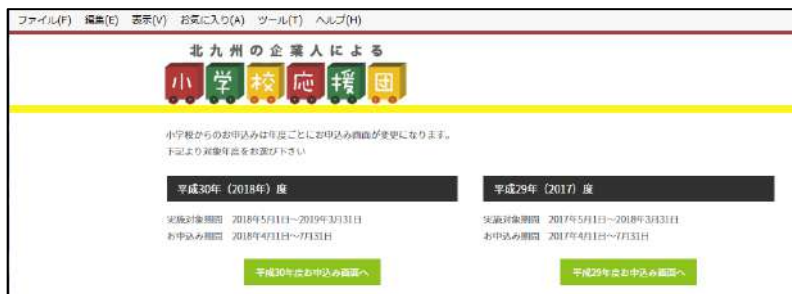 ファイル(F) 編集(E) 表示(V) お気に入り(A) ツール(T) ヘルプ(H)
北九州の企業人による
小学校応援団
小学校からのお申込みは年度ごとにお申込み画面が変更になります。
下記より対象年度をお選び下さい
平成30年（2018年）度
実施対象期間 2018年5月1日～2019年3月31日
お申込み期間 2018年4月1日～7月31日
平成30年度お申込み画面へ
平成29年（2017）度
実施対象期間 2017年5月1日～2018年3月31日
お申込み期間 2017年4月1日～7月31日
平成29年度お申込み画面へ